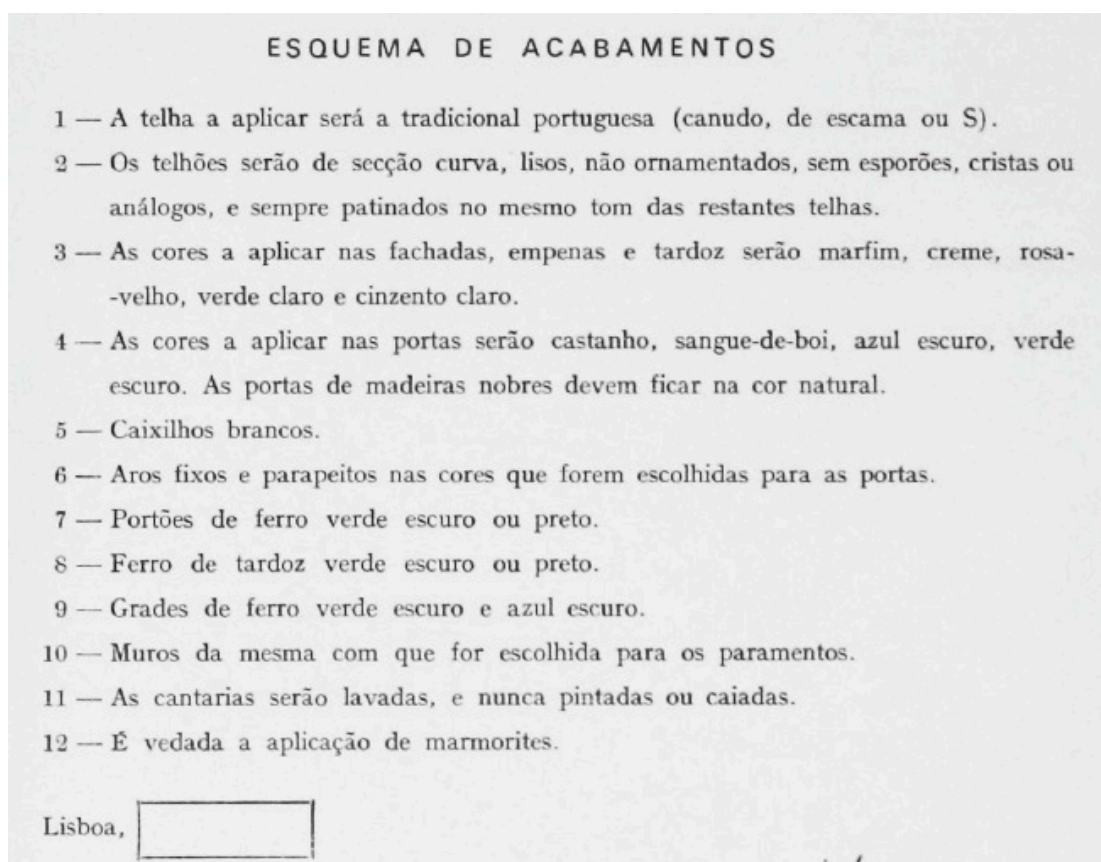 ESQUEMA DE ACABAMENTOS
1 — A telha a aplicar será a tradicional portuguesa (canudo, de escama ou S).
2 — Os telhões serão de secção curva, lisos, não ornamentados, sem esporões, cristas ou
análogos, e sempre patinados no mesmo tom das restantes telhas.
3 — As cores a aplicar nas fachadas, empenas e tardoz serão marfim, creme, rosa-
-velho, verde claro e cinzento claro.
4 — As cores a aplicar nas portas serão castanho, sangue-de-boi, azul escuro, verde
escuro. As portas de madeiras nobres devem ficar na cor natural.
5 — Caixilhos brancos.
6 — Aros fixos e parapeitos nas cores que forem escolhidas para as portas.
7 — Portões de ferro verde escuro ou preto.
8 — Ferro de tardoz verde escuro ou preto.
9 — Grades de ferro verde escuro e azul escuro.
10 — Muros da mesma com que for escolhida para os paramentos.
11 — As cantarias serão lavadas, e nunca pintadas ou caiadas.
12 — É vedada a aplicação de marmorites.
Lisboa,